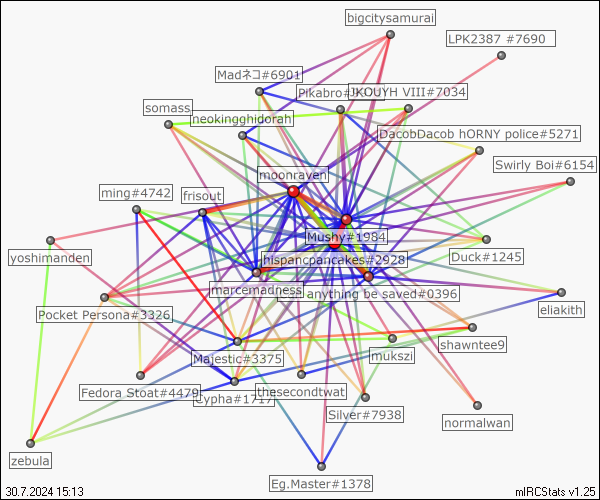 bigcitysamurai
LPK2387 #7690
Madネコ#6901
Pikabro#
JKOUYH VIII#7034
somass
neokingghidorah
DacobDacob hORNY police#5271
Swirly Boi#6154
moonraven
ming#4742
frisout
Mushy#1984
yoshimanden
hispanicpancakes#2928
Duck#1245
marcemadness
anything be saved#0396
eliakith
Pocket Persona#3326
Majestic#3375
mukszi
shawntee9
Fedora Stoat#4479
Cypha#1717
thesecondtwat
Silver#7938
normalwan
zebula
Eg.Master#1378
30.7.2024 15:13
mIRCStats v1.25